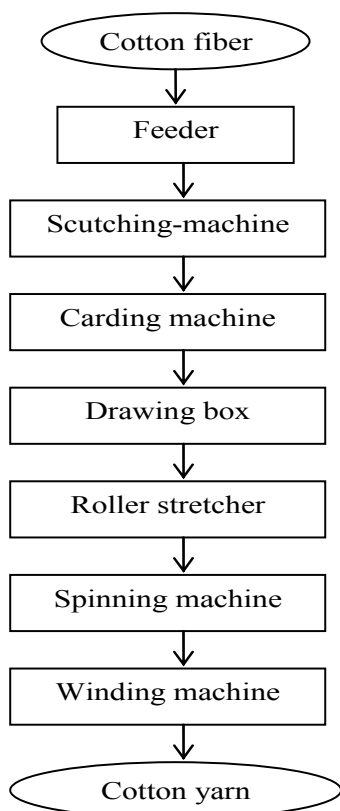 Cotton fiber
Feeder
Scutching-machine
Carding machine
Drawing box
Roller stretcher
Spinning machine
Winding machine
Cotton yarn